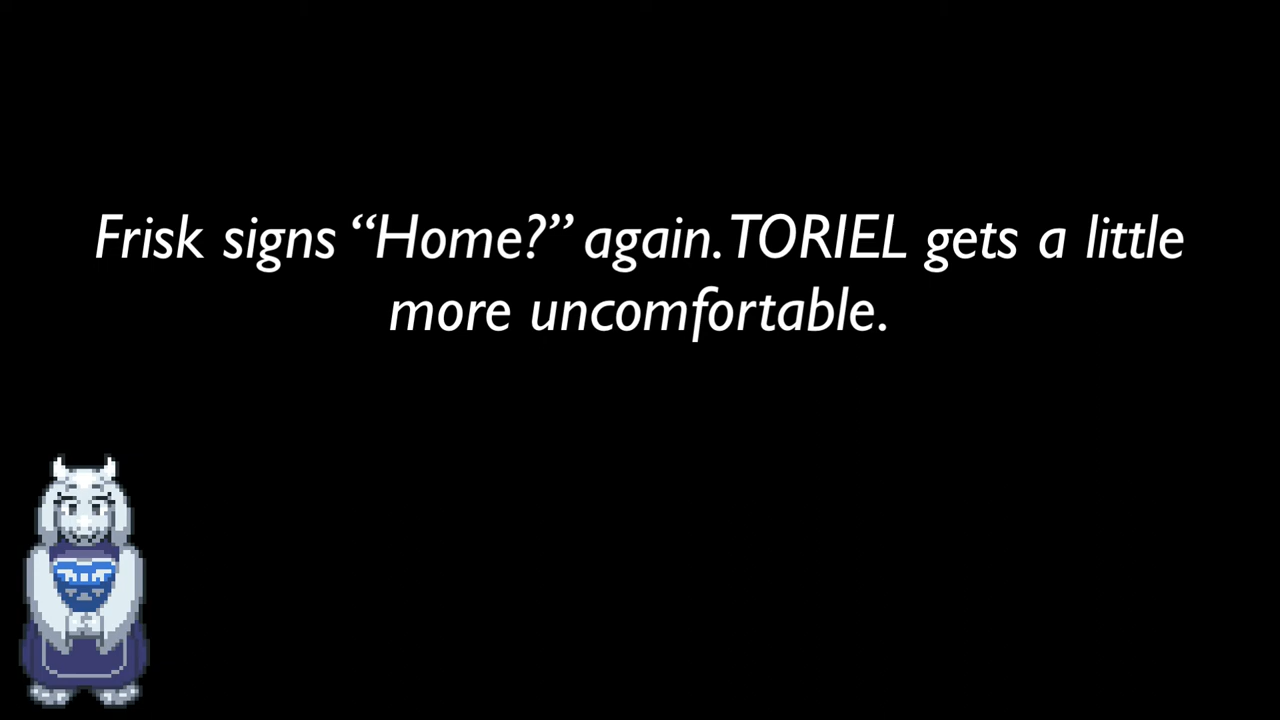 Frisk signs “Home?” again. TORIEL gets a little
more uncomfortable.